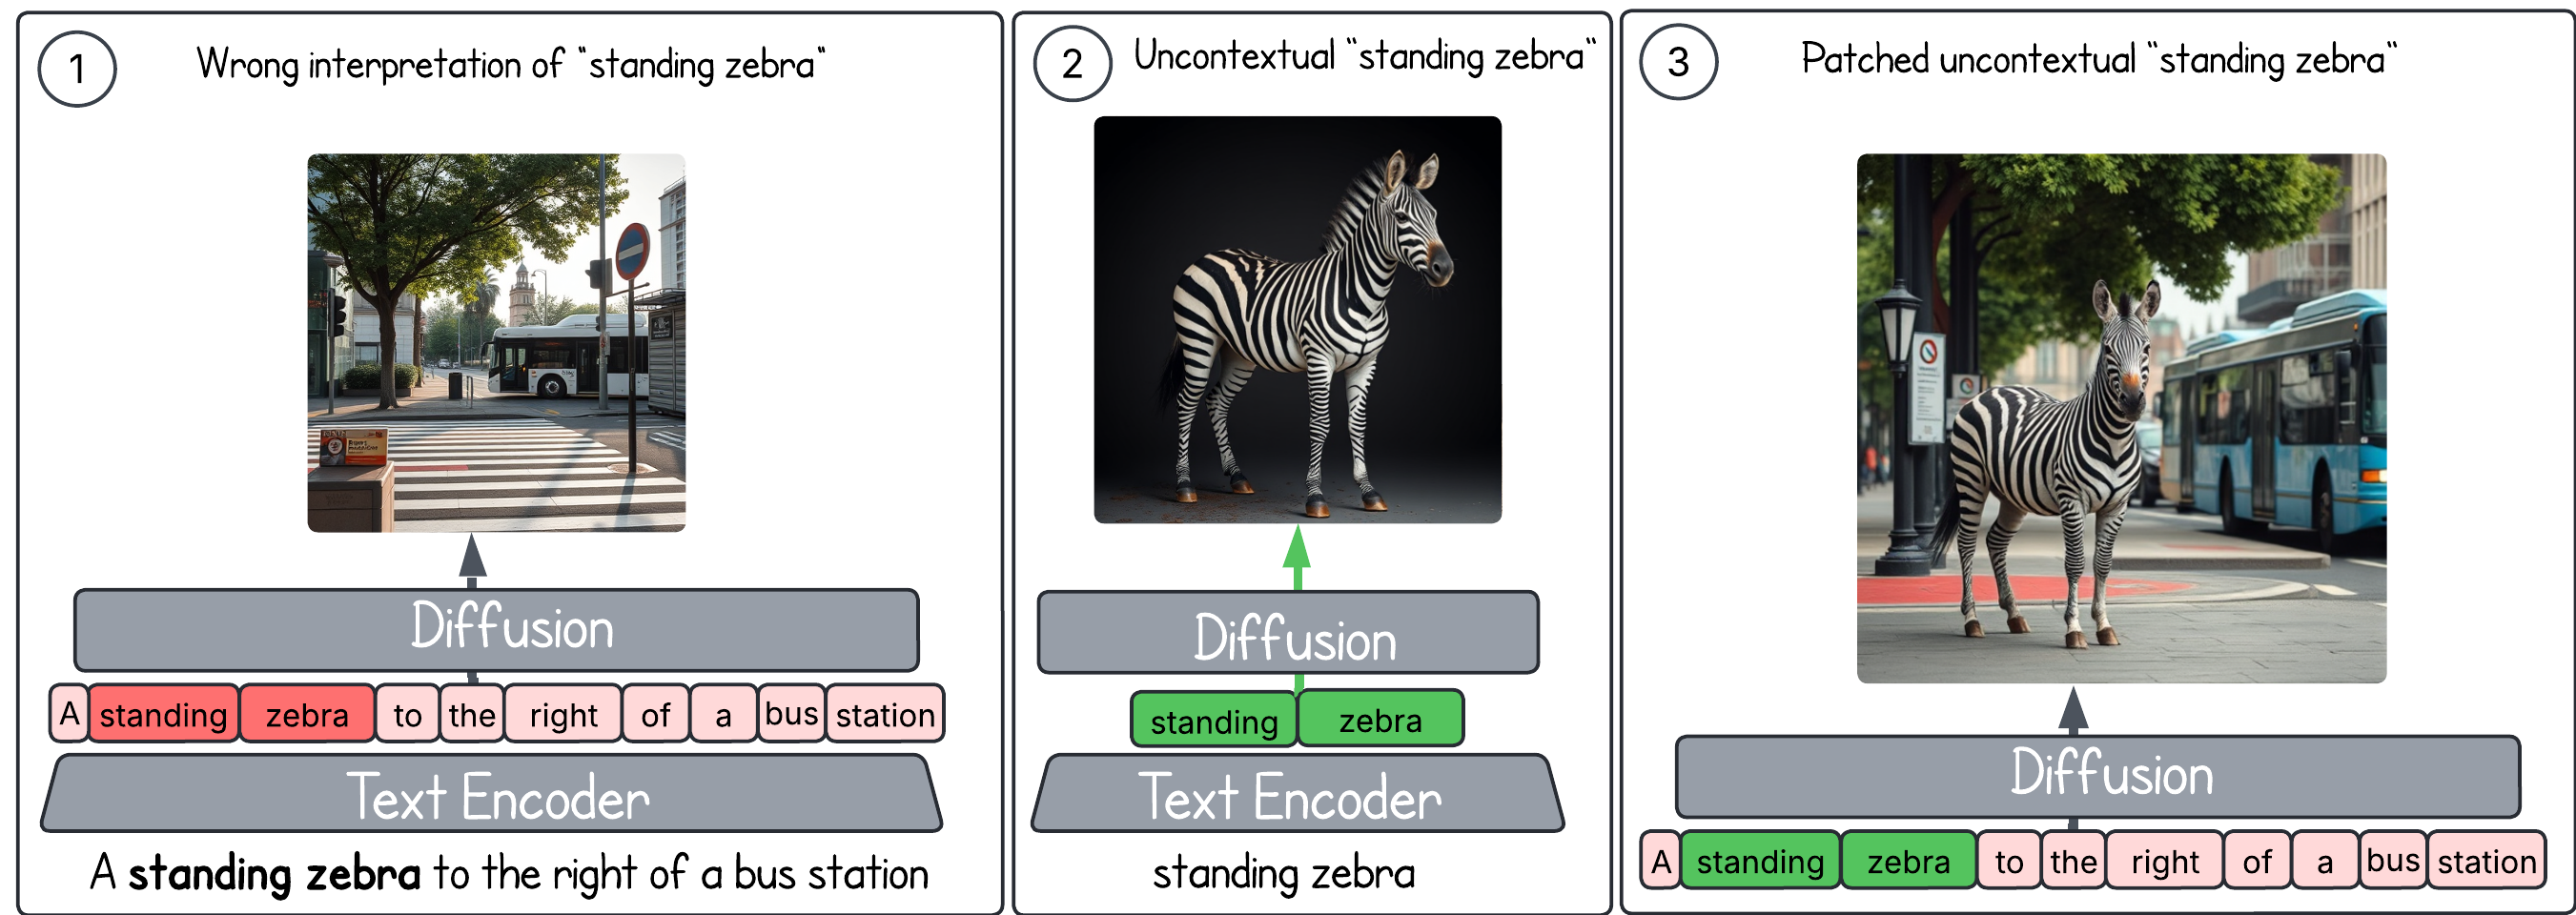 1
Wrong interpretation of “standing zebra“
Diffusion
A standing zebra to the right of a bus station
Text Encoder
A standing zebra to the right of a bus station
2
Uncontextual “standing zebra“
Diffusion
standing zebra
Text Encoder
standing zebra
3
Patched uncontextual “standing zebra“
Diffusion
A standing zebra to the right of a bus station